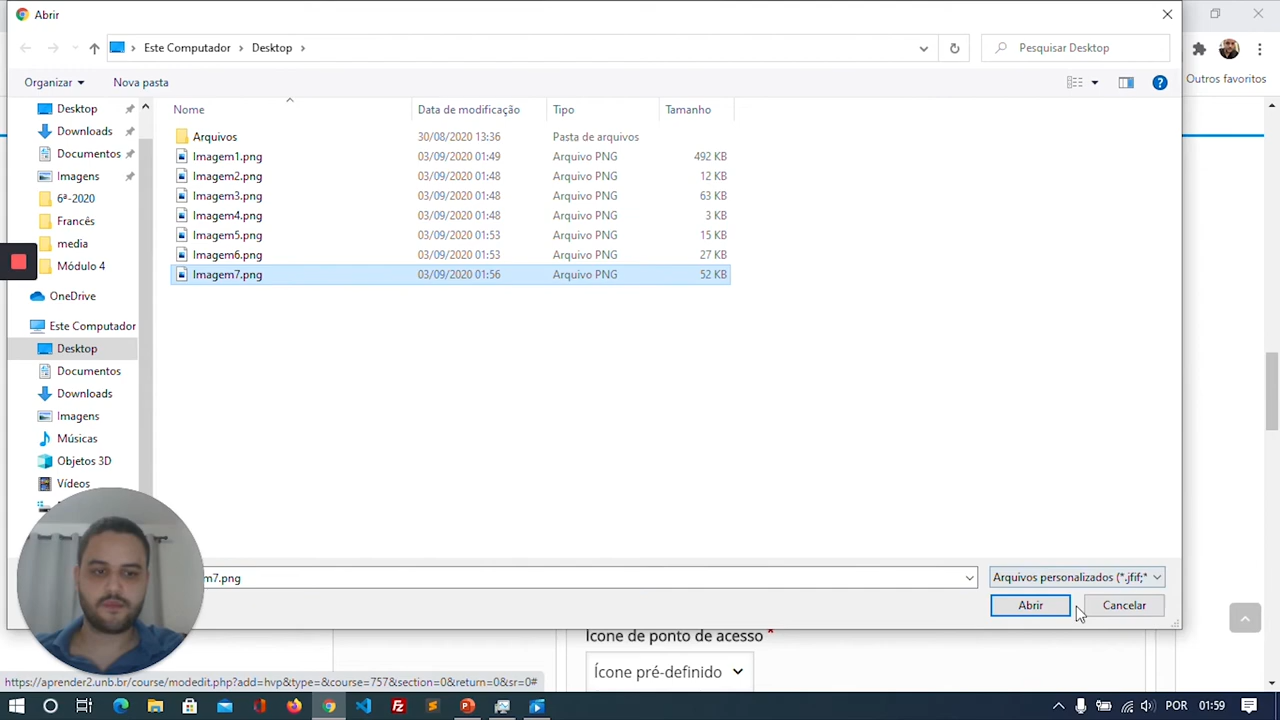 Abrir
Este Computador
Desktop
Pesquisar Desktop
Organizar
Nova pasta
Outros favoritos
Nome
Data de modificação
Tipo
Tamanho
Desktop
Downloads
Documentos
Imagens
6ª-2020
Francês
media
Módulo 4
OneDrive
Este Computador
Desktop
Documentos
Downloads
Imagens
Músicas
Objetos 3D
Vídeos
Arquivos 30/08/2020 13:36 Pasta de arquivos
Imagem1.png 03/09/2020 01:49 Arquivo PNG 492 KB
Imagem2.png 03/09/2020 01:48 Arquivo PNG 12 KB
Imagem3.png 03/09/2020 01:48 Arquivo PNG 63 KB
Imagem4.png 03/09/2020 01:48 Arquivo PNG 3 KB
Imagem5.png 03/09/2020 01:53 Arquivo PNG 15 KB
Imagem6.png 03/09/2020 01:53 Arquivo PNG 27 KB
Imagem7.png 03/09/2020 01:56 Arquivo PNG 52 KB
m7.png
Arquivos personalizados (*.jfif;*
Abrir
Cancelar
Ícone de ponto de acesso *
Ícone pré-definido
https://aprender2.unb.br/course/modedit.php?add=hvp&type=&course=757&section=0&return=0&sr=0#
POR
01:59